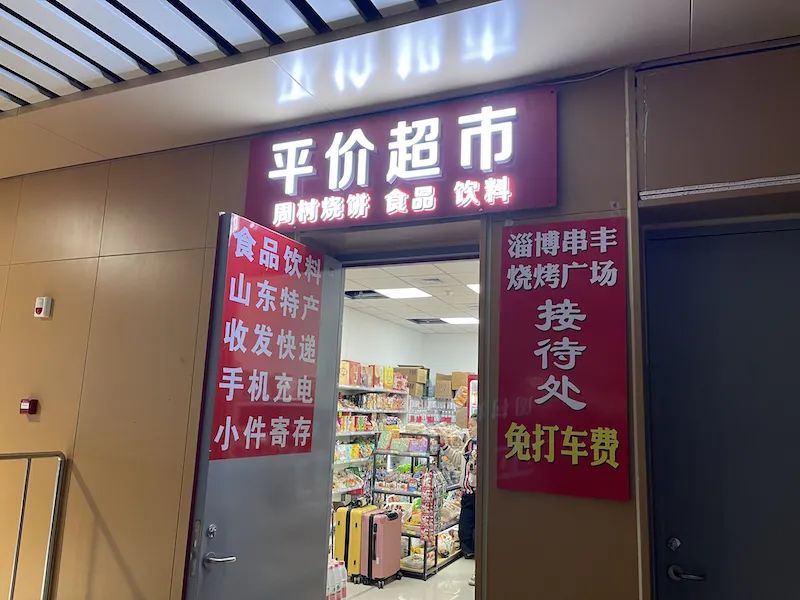 平价超市
周村烧饼 食品 饮料
食品饮料
山东特产
收发快递
手机充电
小件寄存
淄博串丰
烧烤广场
接待处
免打车费